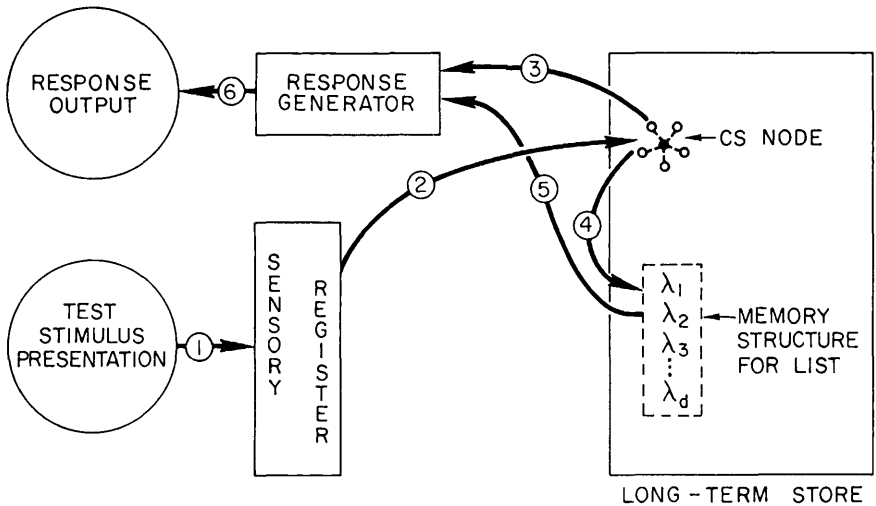 RESPONSE
OUTPUT
6
RESPONSE
GENERATOR
3
CS NODE
2
5
4
TEST
STIMULUS
PRESENTATION
1
SENSORY
REGISTER
λ1
λ2
λ3
⋮
λd
MEMORY
STRUCTURE
FOR LIST
LONG-TERM STORE